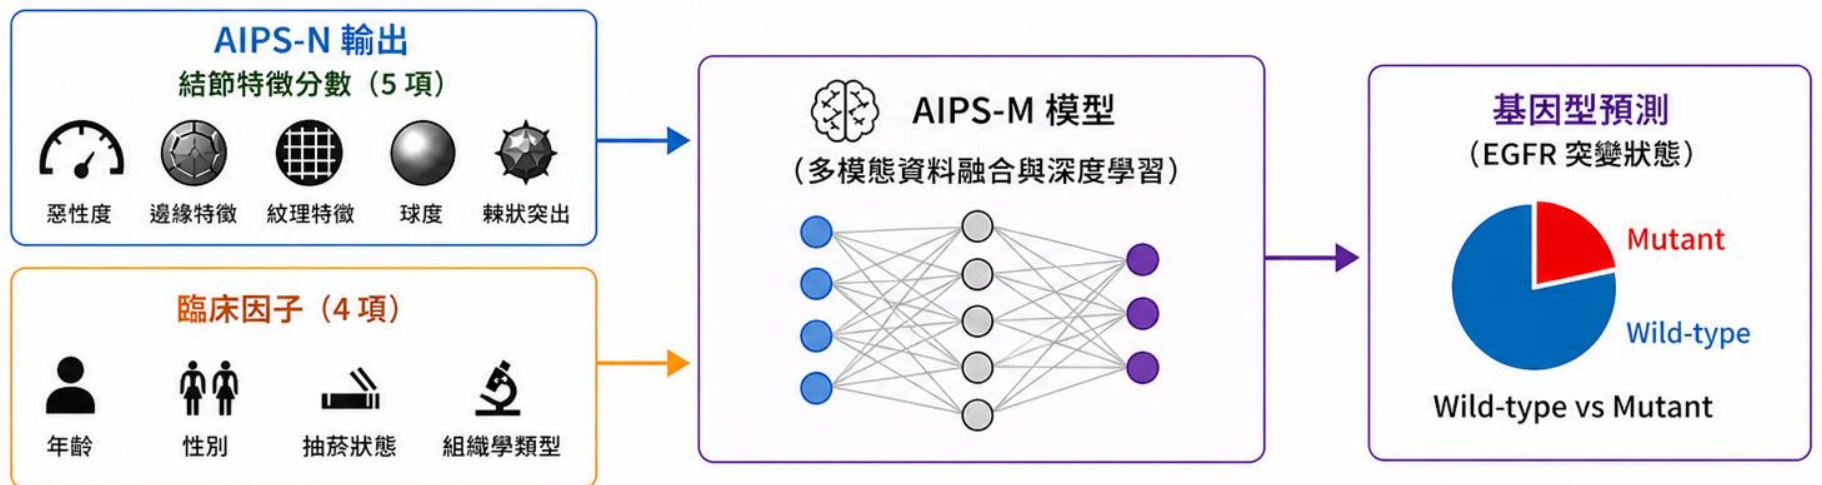 AIPS-N 輸出
結節特徵分數（5 項）
惡性度
邊緣特徵
紋理特徵
球度
棘狀突出
臨床因子（4 項）
年齡
性別
抽菸狀態
組織學類型
AIPS-M 模型
（多模態資料融合與深度學習）
基因型預測
（EGFR 突變狀態）
Mutant
Wild-type
Wild-type vs Mutant